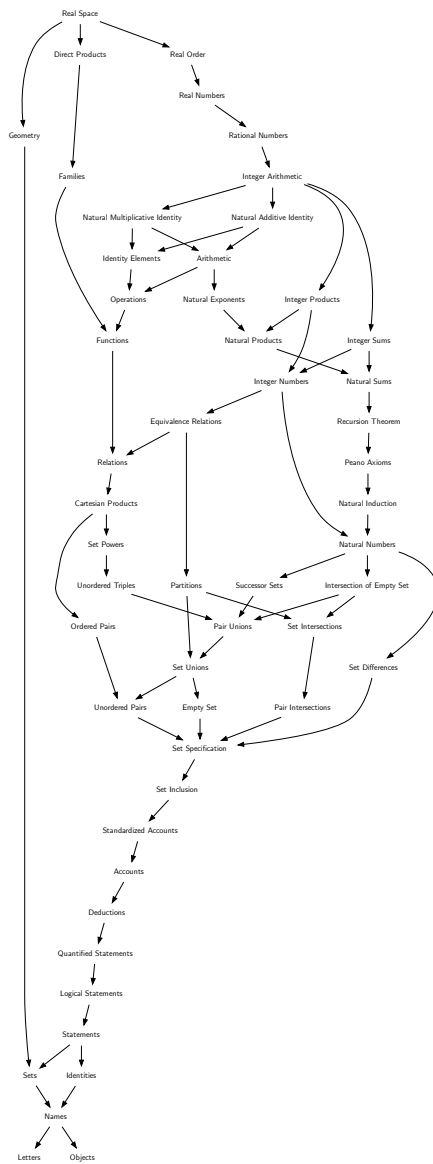 Real Space
Direct Products
Real Order
Real Numbers
Geometry
Rational Numbers
Families
Integer Arithmetic
Natural Multiplicative Identity
Natural Additive Identity
Identity Elements
Arithmetic
Operations
Natural Exponents
Integer Products
Functions
Natural Products
Integer Sums
Integer Numbers
Natural Sums
Equivalence Relations
Recursion Theorem
Relations
Peano Axioms
Cartesian Products
Natural Induction
Set Powers
Natural Numbers
Unordered Triples
Partitions
Successor Sets
Intersection of Empty Set
Ordered Pairs
Pair Unions
Set Intersections
Set Unions
Set Differences
Unordered Pairs
Empty Set
Pair Intersections
Set Specification
Set Inclusion
Standardized Accounts
Accounts
Deductions
Quantified Statements
Logical Statements
Statements
Sets
Identities
Names
Letters
Objects